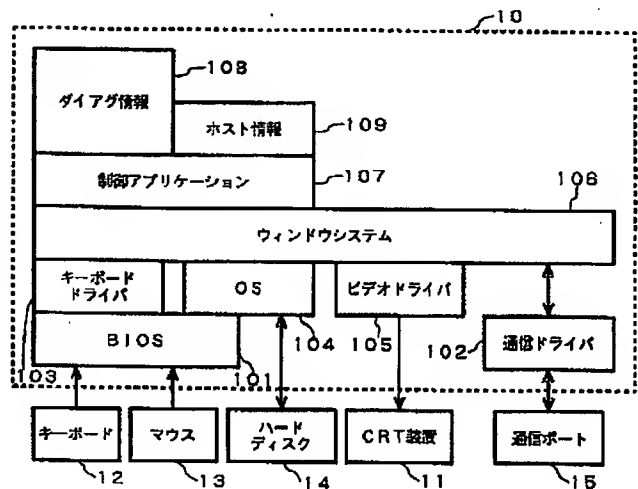 10
108
ダイアグ情報
ホスト情報
109
制御アプリケーション
107
106
ウィンドウシステム
キーボード
ドライバ
OS
ビデオドライバ
BIOS
103
101
104
105
102
通信ドライバ
キーボード
マウス
ハード
ディスク
CRT装置
通信ポート
12
13
14
11
15